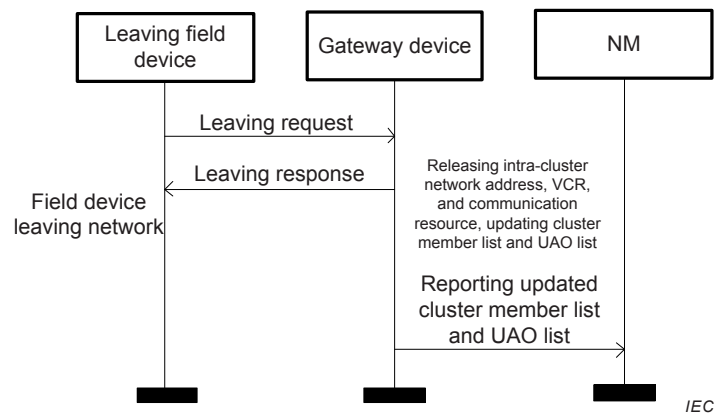 Leaving field
device
Gateway device
NM
Leaving request
Leaving response
Field device
leaving network
Releasing intra-cluster
network address, VCR,
and communication
resource, updating cluster
member list and UAO list
Reporting updated
cluster member list
and UAO list
IEC